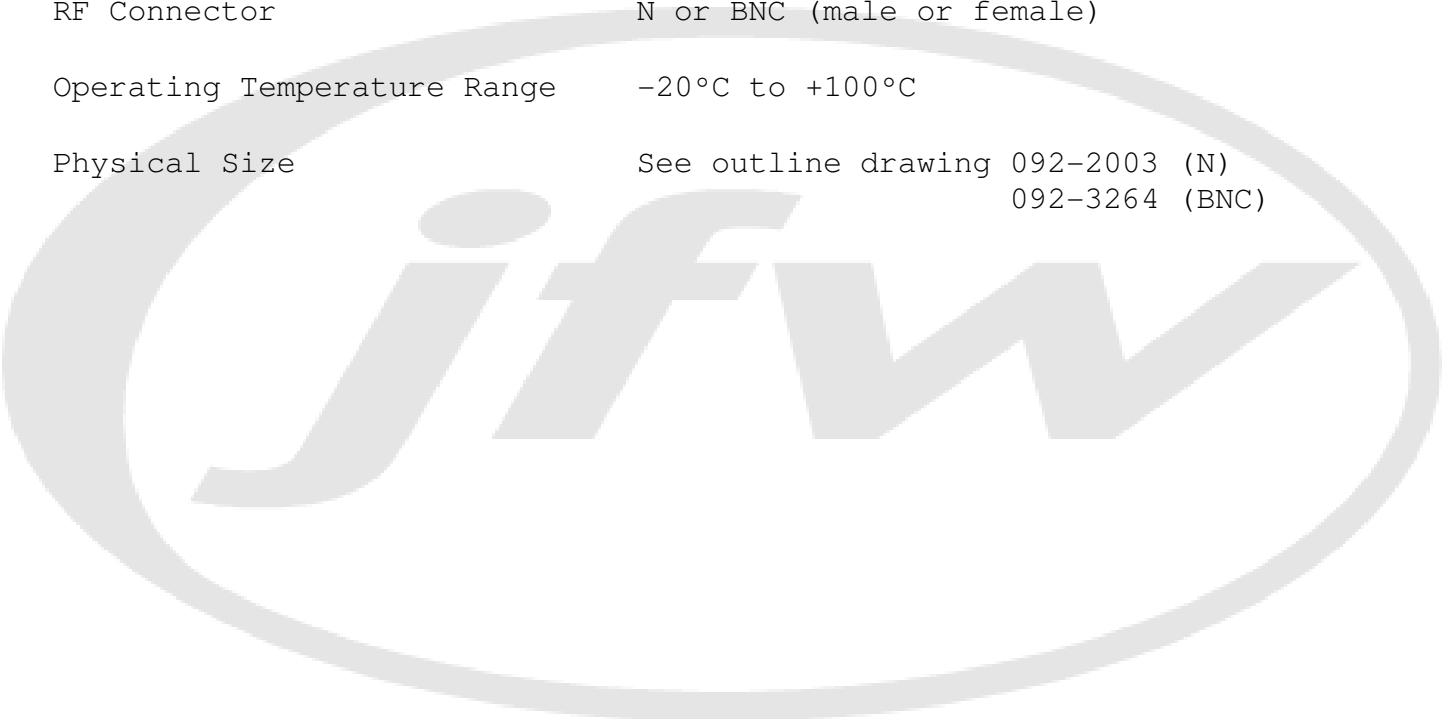 RF Connector N or BNC (male or female)
Operating Temperature Range -20°C to +100°C
Physical Size See outline drawing 092-2003 (N)
092-3264 (BNC)
jfw